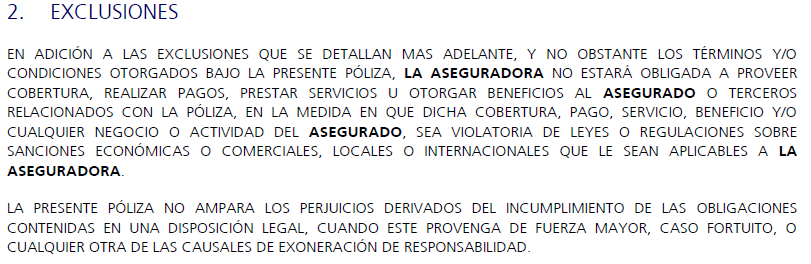 2. EXCLUSIONES
EN ADICIÓN A LAS EXCLUSIONES QUE SE DETALLAN MAS ADELANTE, Y NO OBSTANTE LOS TÉRMINOS Y/O
CONDICIONES OTORGADOS BAJO LA PRESENTE PÓLIZA, LA ASEGURADORA NO ESTARÁ OBLIGADA A PROVEER
COBERTURA, REALIZAR PAGOS, PRESTAR SERVICIOS U OTORGAR BENEFICIOS AL ASEGURADO O TERCEROS
RELACIONADOS CON LA PÓLIZA, EN LA MEDIDA EN QUE DICHA COBERTURA, PAGO, SERVICIO, BENEFICIO Y/O
CUALQUIER NEGOCIO O ACTIVIDAD DEL ASEGURADO, SEA VIOLATORIA DE LEYES O REGULACIONES SOBRE
SANCIONES ECONÓMICAS O COMERCIALES, LOCALES O INTERNACIONALES QUE LE SEAN APLICABLES A LA
ASEGURADORA.
LA PRESENTE PÓLIZA NO AMPARA LOS PERJUICIOS DERIVADOS DEL INCUMPLIMIENTO DE LAS OBLIGACIONES
CONTENIDAS EN UNA DISPOSICIÓN LEGAL, CUANDO ESTE PROVENGA DE FUERZA MAYOR, CASO FORTUITO, O
CUALQUIER OTRA DE LAS CAUSALES DE EXONERACIÓN DE RESPONSABILIDAD.